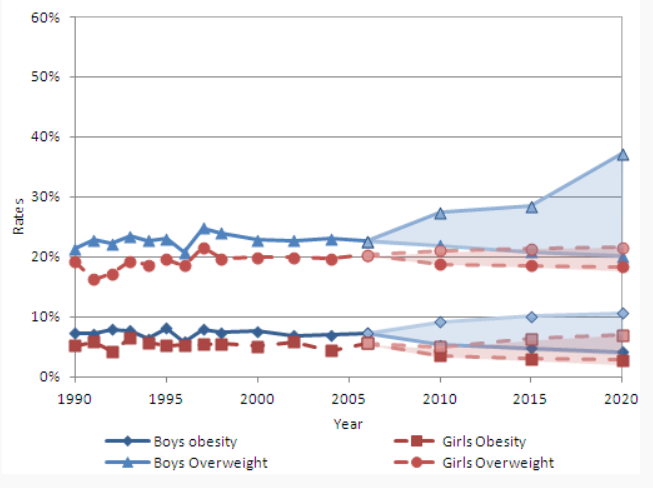 60%
50%
40%
30%
20%
10%
0%
Rates
1990 1995 2000 2005 2010 2015 2020
Year
Boys obesity Girls Obesity
Boys Overweight Girls Overweight